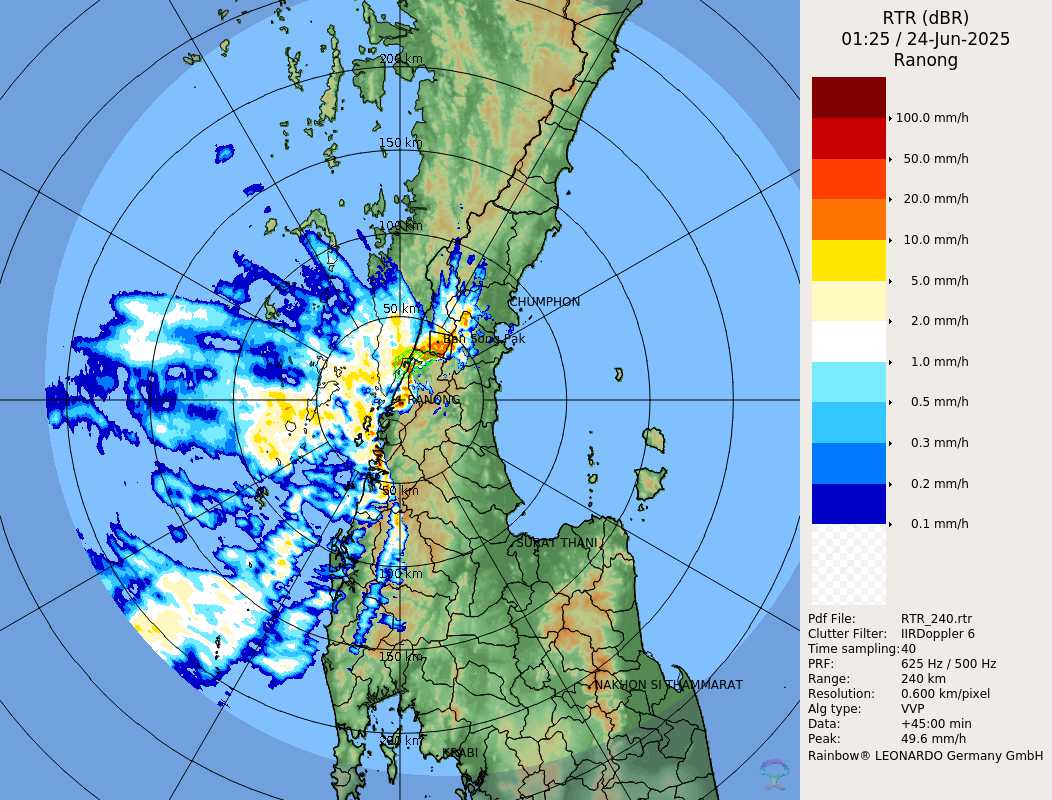 RTR (dBR)
01:25 / 24-Jun-2025
Ranong
100.0 mm/h
50.0 mm/h
20.0 mm/h
10.0 mm/h
5.0 mm/h
2.0 mm/h
1.0 mm/h
0.5 mm/h
0.3 mm/h
0.2 mm/h
0.1 mm/h
Pdf File: RTR_240.rtr
Clutter Filter: IIRDoppler 6
Time sampling:40
PRF: 625 Hz / 500 Hz
Range: 240 km
Resolution: 0.600 km/pixel
Alg type: VVP
Data: +45:00 min
Peak: 49.6 mm/h
Rainbow® LEONARDO Germany GmbH
200 km
150 km
100 km
50 km
CHUMPHON
Ban Song Pak
RANONG
50 km
SURAT THANI
100 km
150 km
NAKHON SI THAMMARAT
200 km
KRABI